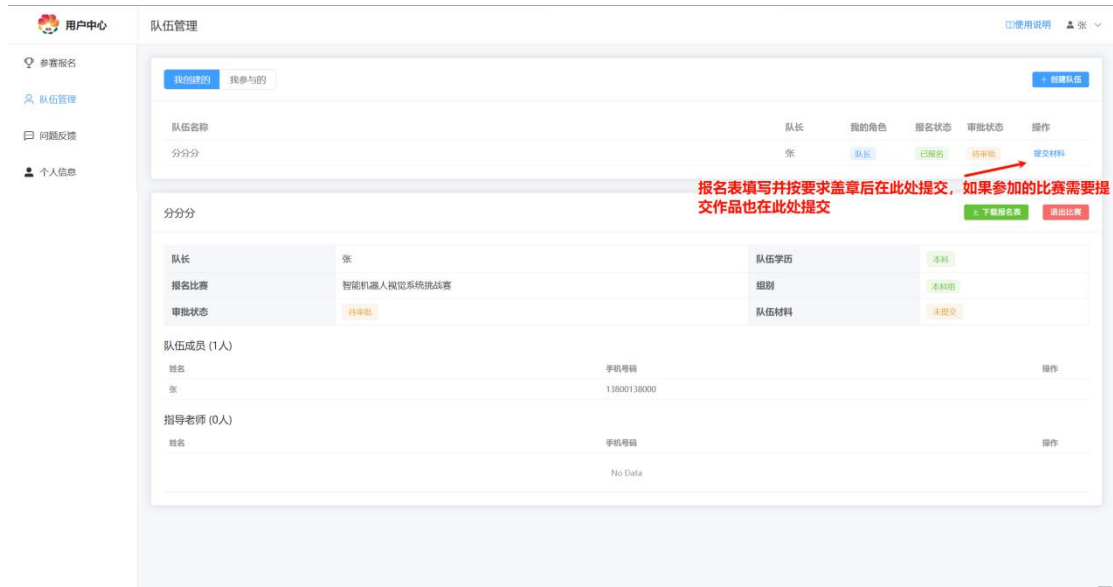 用户中心
队伍管理
使用说明 张
参赛报名
队伍管理
问题反馈
个人信息
我创建的 我参与的
+ 创建队伍
队伍名称 队长 我的角色 报名状态 审批状态 操作
分分分 张 队长 已报名 待审批 提交材料
报名表填写并按要求盖章后在此处提交，如果参加的比赛需要提
交作品也在此处提交
分分分
下载报名表 退出比赛
队长 张 队伍学历 本科
报名比赛 智能机器人视觉系统挑战赛 组别 本科组
审批状态 待审批 队伍材料 未提交
队伍成员 (1人)
姓名 手机号码 操作
张 13800138000
指导老师 (0人)
姓名 手机号码 操作
No Data